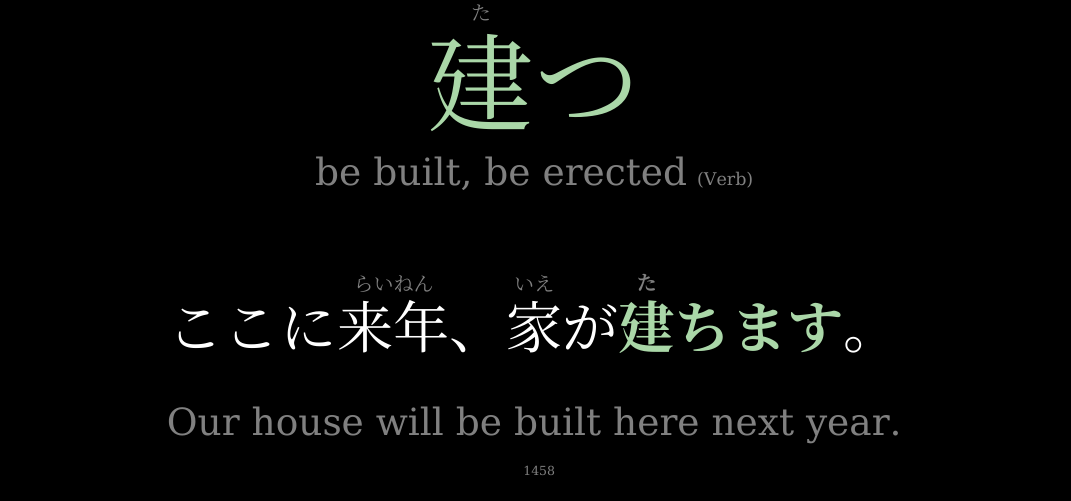 た
建つ
be built, be erected (Verb)
らいねん いえ た
ここに来年、家が建ちます。
Our house will be built here next year.
1458